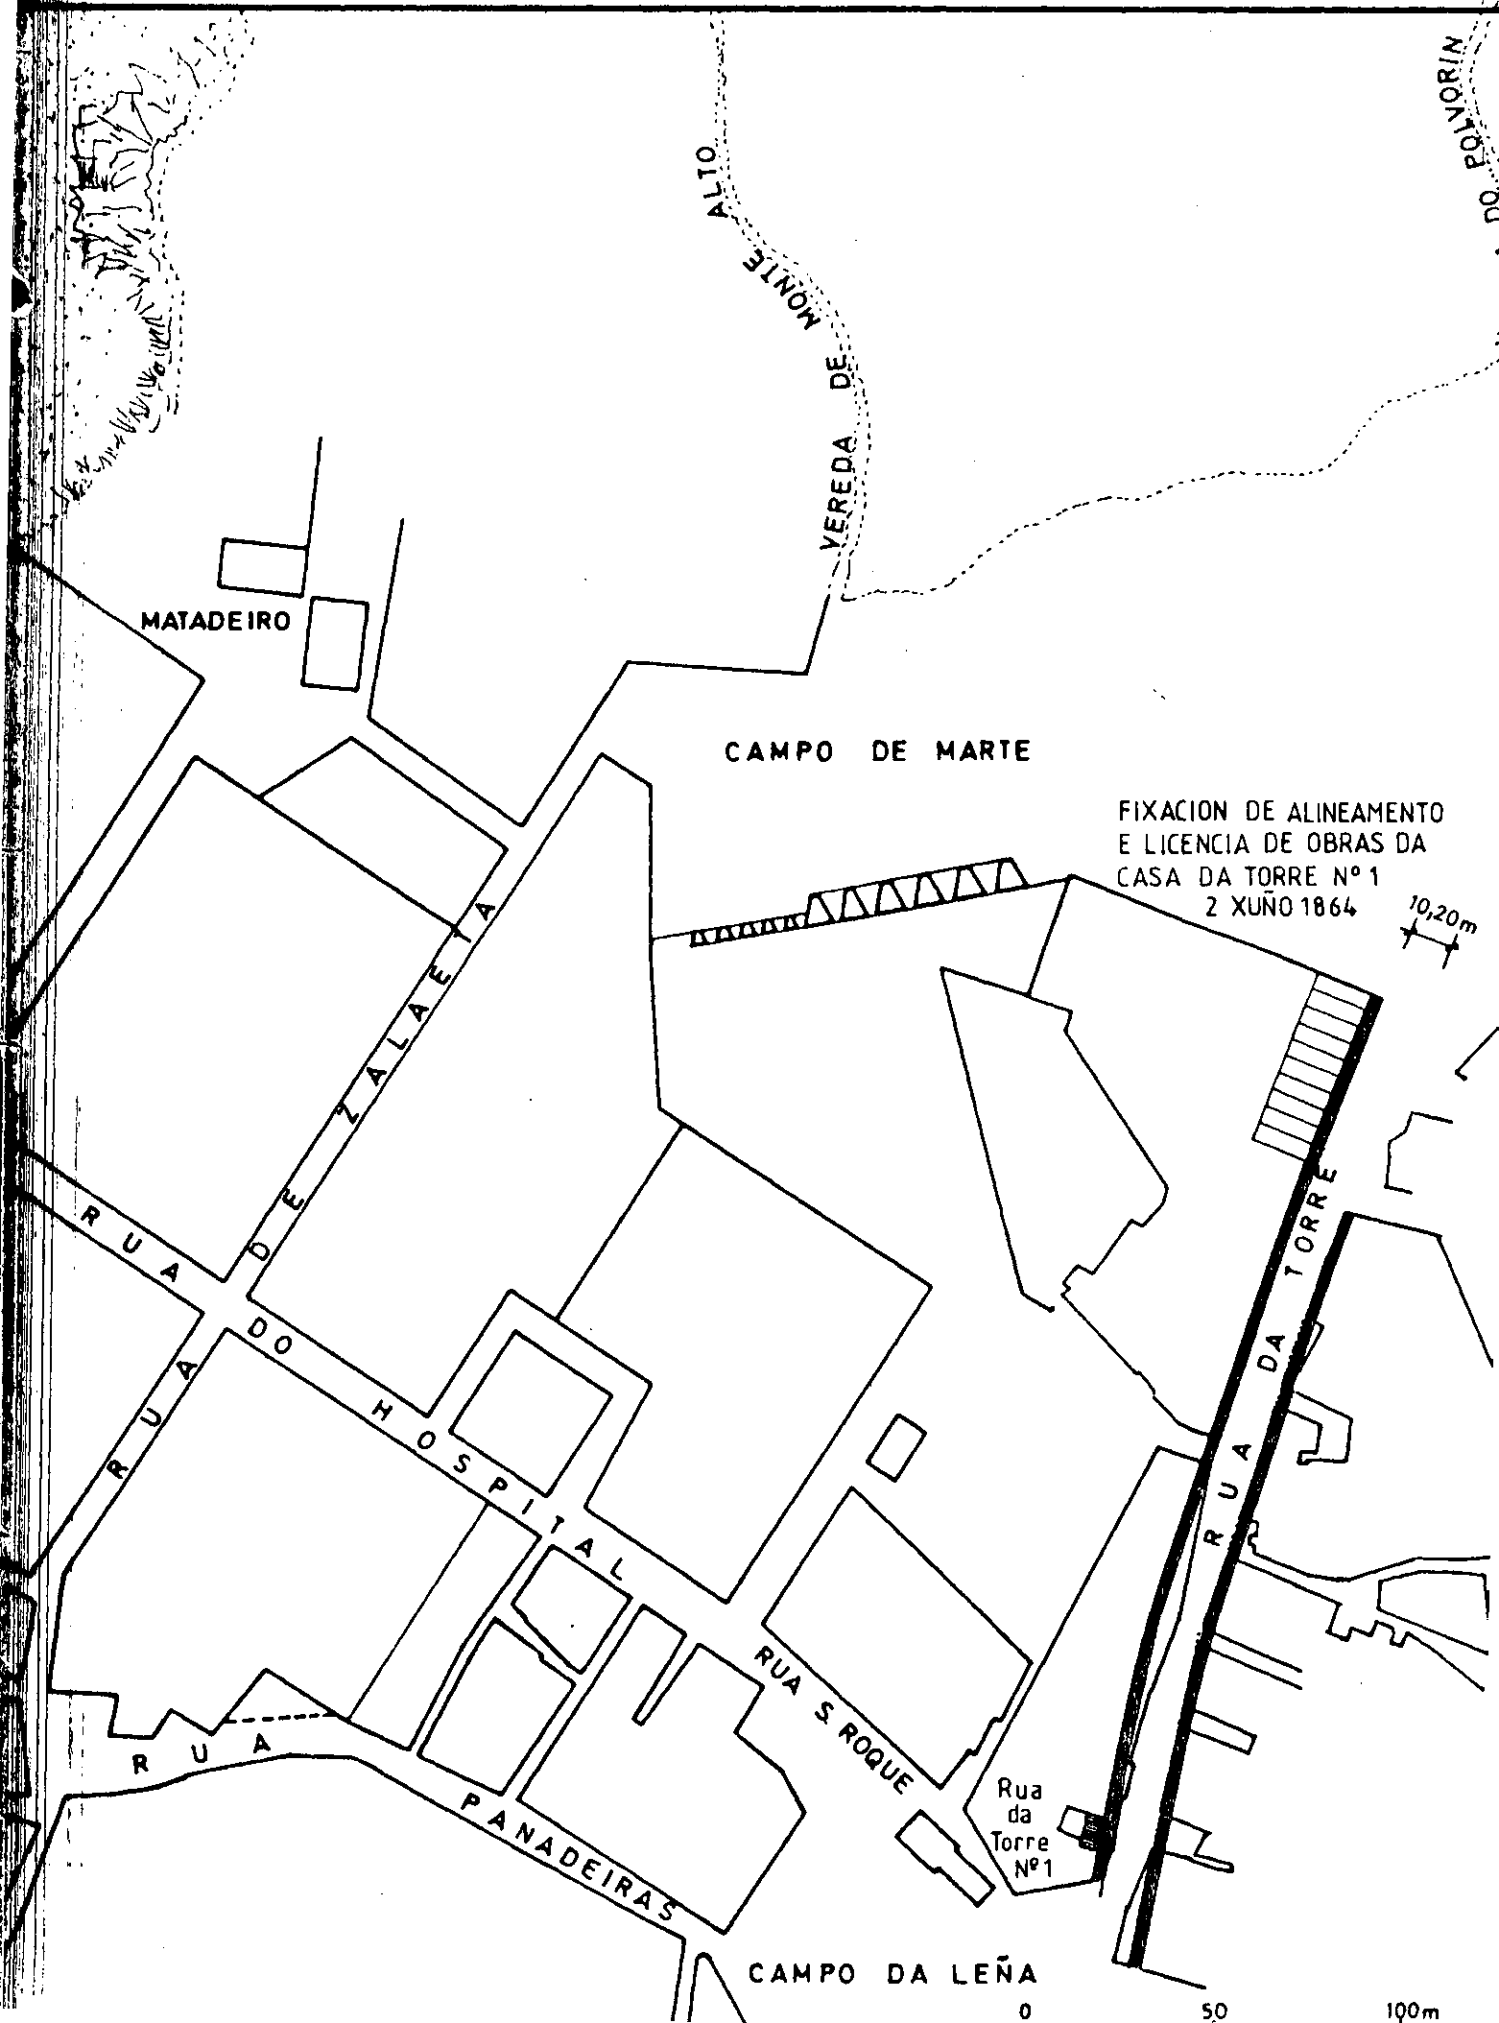 DO POLVORIN
VEREDA DE MONTE ALTO
MATADEIRO
CAMPO DE MARTE
FIXACION DE ALINEAMENTO
E LICENCIA DE OBRAS DA
CASA DA TORRE Nº 1
2 XUÑO 1864
10,20m
RUA DE ZALAETA
RUA DO HOSPITAL
RUA DA TORRE
RUA S. ROQUE
RUA PANADEIRAS
Rua
da
Torre
Nº 1
CAMPO DA LEÑA
0 50 100m